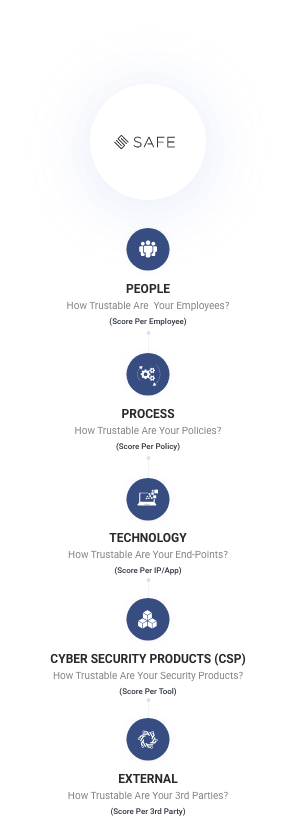 SAFE
PEOPLE
How Trustable Are Your Employees?
(Score Per Employee)
PROCESS
How Trustable Are Your Policies?
(Score Per Policy)
TECHNOLOGY
How Trustable Are Your End-Points?
(Score Per IP/App)
CYBER SECURITY PRODUCTS (CSP)
How Trustable Are Your Security Products?
(Score Per Tool)
EXTERNAL
How Trustable Are Your 3rd Parties?
(Score Per 3rd Party)